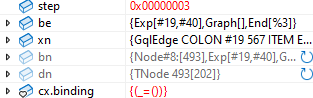 step 0x00000003
be {Exp[#19,#40],Graph[],End[%3]}
xn {GqlEdge COLON #19 567 ITEM E...
bn {Node#8:[493],Exp[#19,#40],G...
dn {TNode 493[202]}
cx.binding {(_=())}